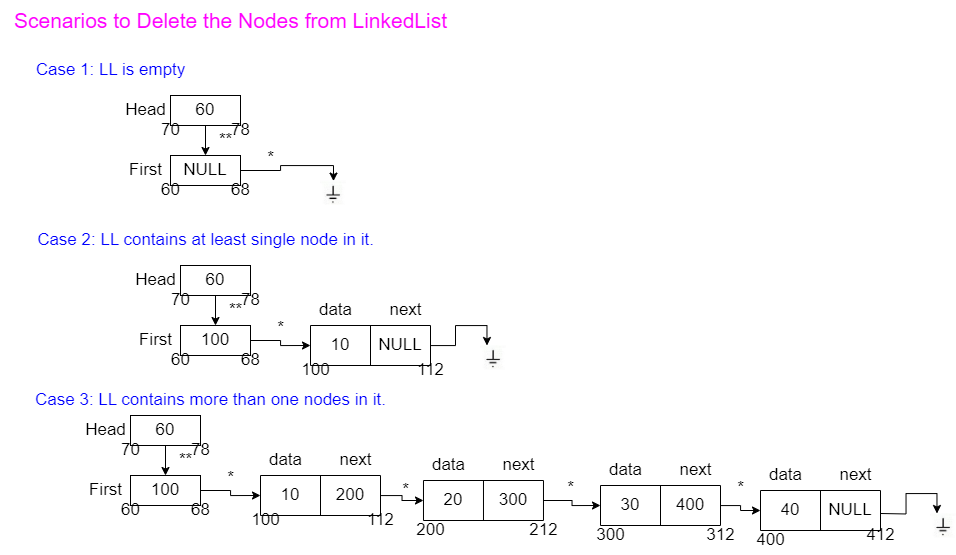 Scenarios to Delete the Nodes from LinkedList
Case 1: LL is empty
Head 60
70 **78
*
First NULL
60 68
Case 2: LL contains at least single node in it.
Head 60
70 **78
data next
*
First 100 10 NULL
60 68 100 112
Case 3: LL contains more than one nodes in it.
Head 60
70 **78
data next data next data next data next
* * * *
First 100 10 200 20 300 30 400 40 NULL
60 68 100 112 200 212 300 312 400 412